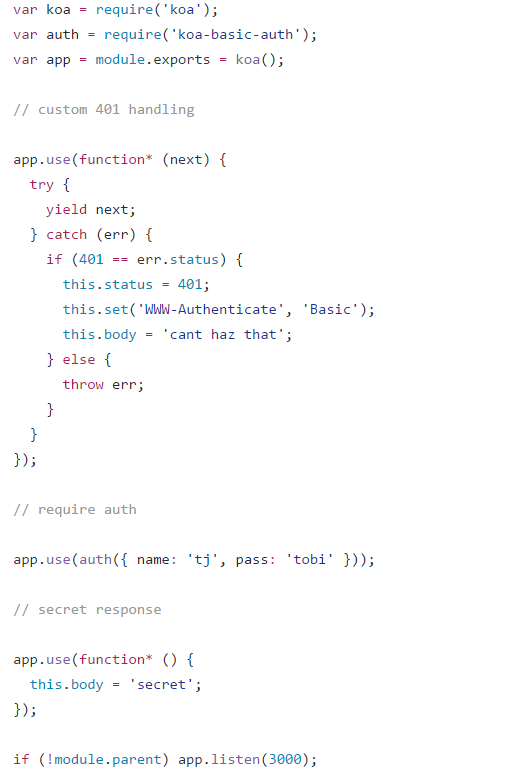 var koa = require('koa');
var auth = require('koa-basic-auth');
var app = module.exports = koa();

// custom 401 handling

app.use(function* (next) {
  try {
    yield next;
  } catch (err) {
    if (401 == err.status) {
      this.status = 401;
      this.set('WWW-Authenticate', 'Basic');
      this.body = 'cant haz that';
    } else {
      throw err;
    }
  }
});

// require auth

app.use(auth({ name: 'tj', pass: 'tobi' }));

// secret response

app.use(function* () {
  this.body = 'secret';
});

if (!module.parent) app.listen(3000);